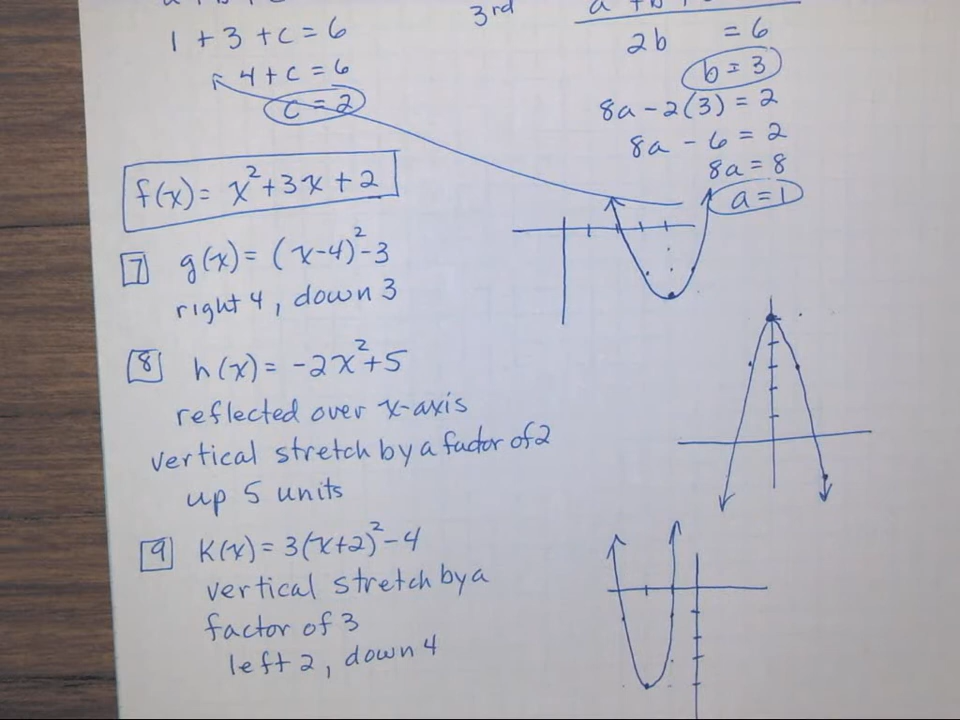 1 + 3 + c = 6
4 + c = 6
c = 2
3rd
2b = 6
b = 3
8a - 2(3) = 2
8a - 6 = 2
8a = 8
a = 1
f(x) = x²+3x+2
7 g(x) = (x-4)²-3
right 4, down 3
8 h(x) = -2x²+5
reflected over x-axis
vertical stretch by a factor of 2
up 5 units
9 K(x) = 3(x+2)²-4
vertical stretch by a
factor of 3
left 2, down 4